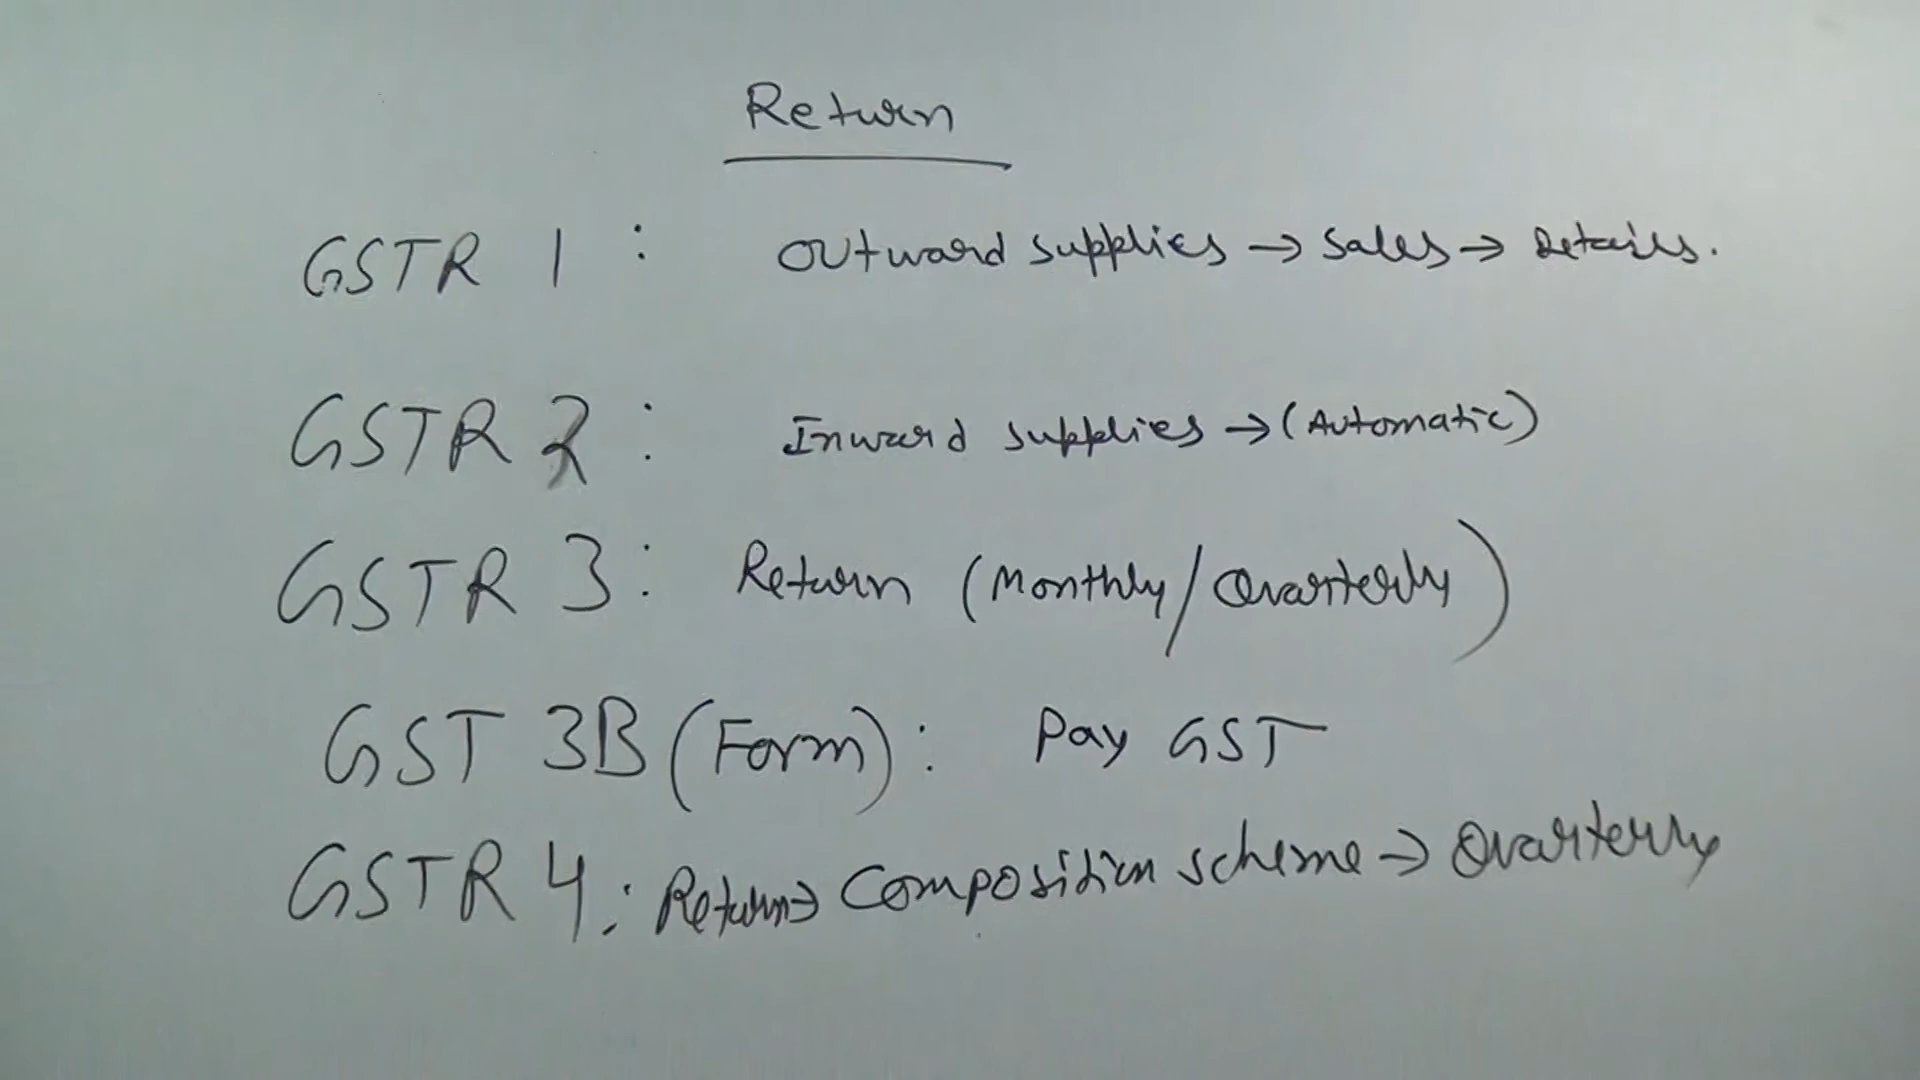 Return
GSTR 1 : Outward supplies → Sales → Details.
GSTR 2 : Inward supplies → (Automatic)
GSTR 3 : Return (Monthly/Quarterly)
GST 3B (Form) : Pay GST
GSTR 4 : Return → Composition scheme → Quarterly